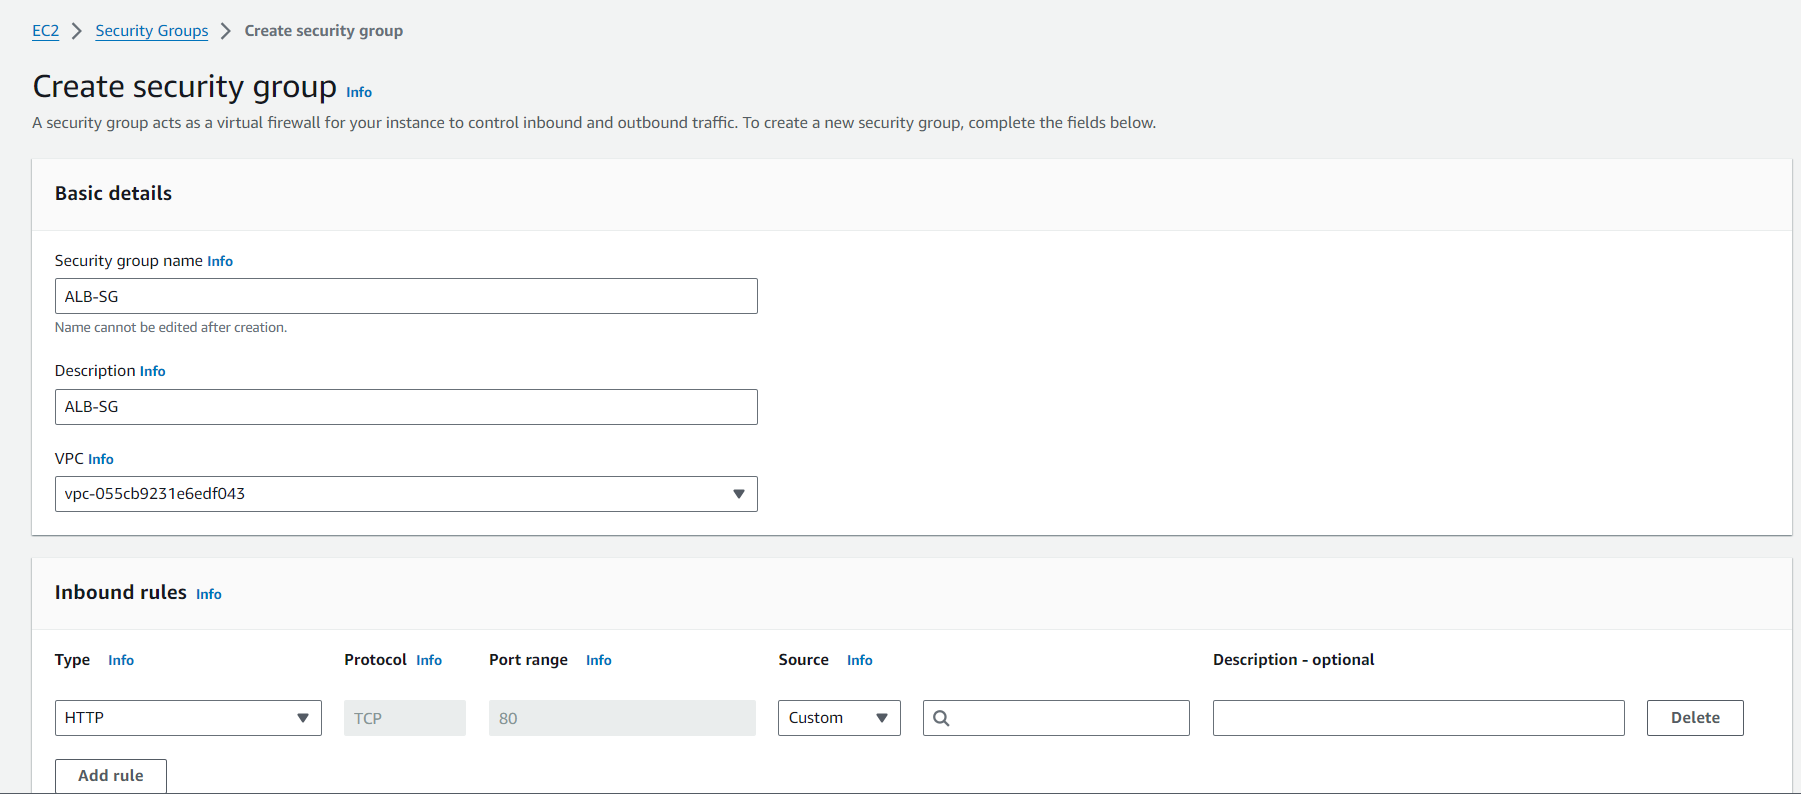 EC2 > Security Groups > Create security group
Create security group Info
A security group acts as a virtual firewall for your instance to control inbound and outbound traffic. To create a new security group, complete the fields below.
Basic details
Security group name Info
ALB-SG
Name cannot be edited after creation.
Description Info
ALB-SG
VPC Info
vpc-055cb9231e6edf043
Inbound rules Info
Type Info Protocol Info Port range Info Source Info Description - optional
HTTP TCP 80 Custom Delete
Add rule